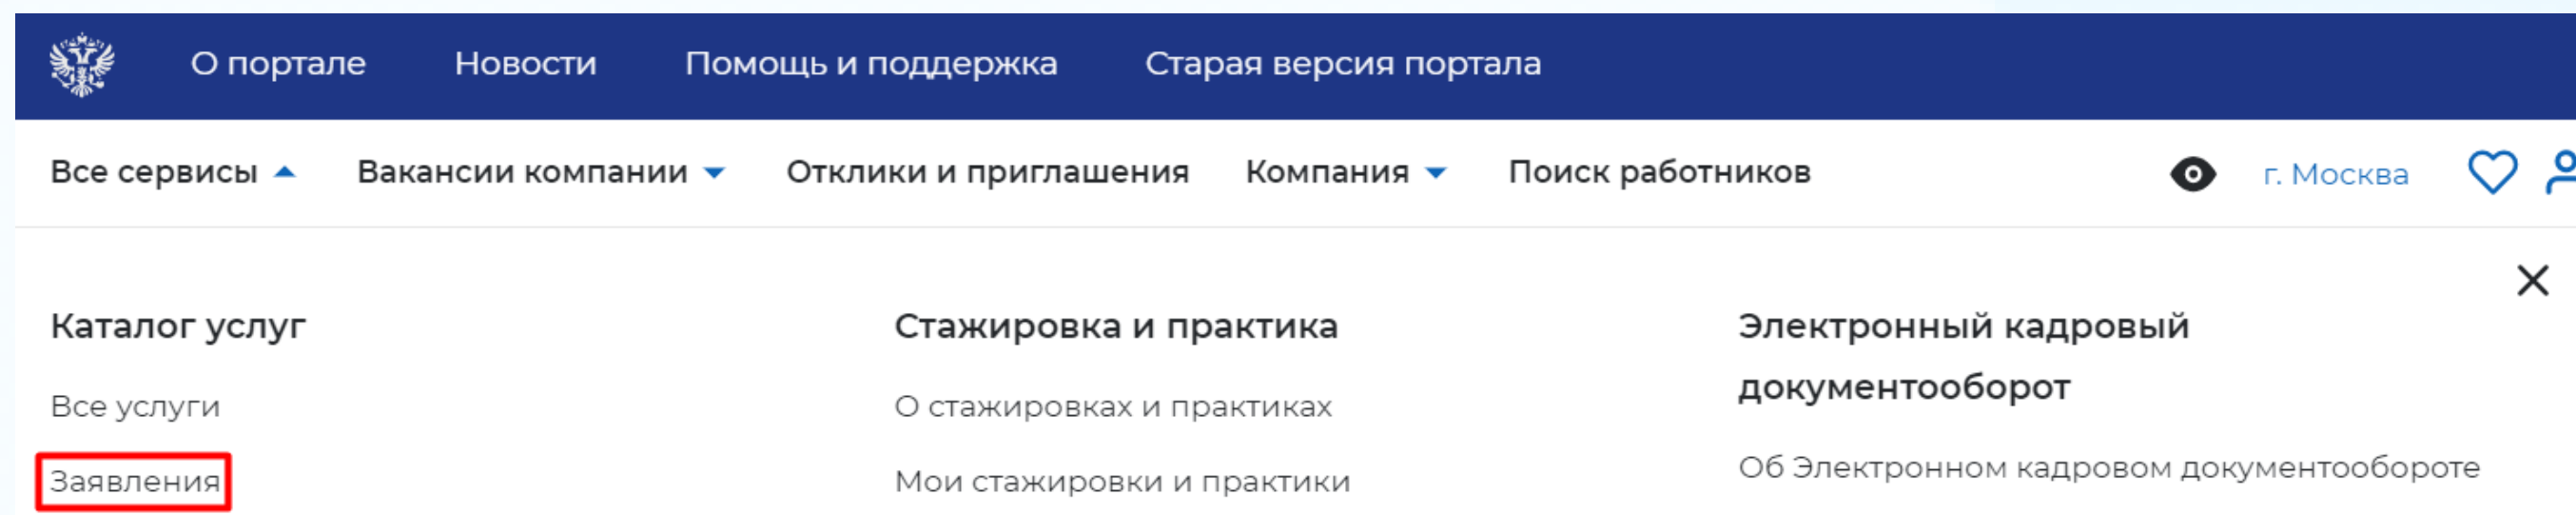 О портале Новости Помощь и поддержка Старая версия портала
Все сервисы Вакансии компании Отклики и приглашения Компания Поиск работников г. Москва
Каталог услуг
Все услуги
Заявления
Стажировка и практика
О стажировках и практиках
Мои стажировки и практики
Электронный кадровый
документооборот
Об Электронном кадровом документообороте